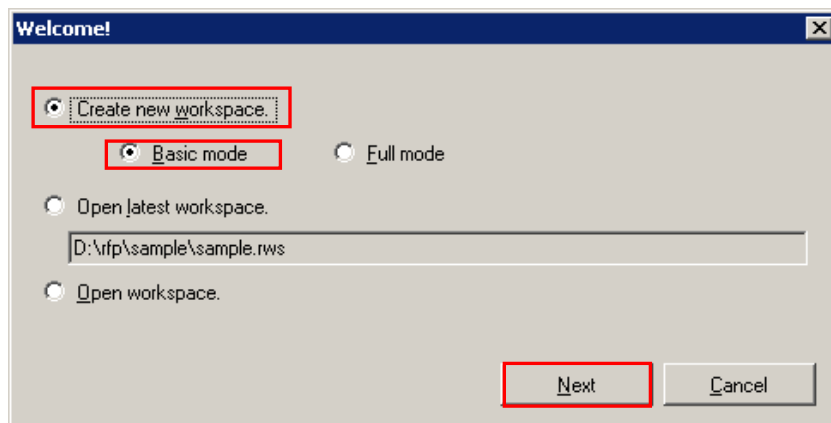 Welcome!
Create new workspace.
Basic mode Full mode
Open latest workspace.
D:\rfp\sample\sample.rws
Open workspace.
Next Cancel